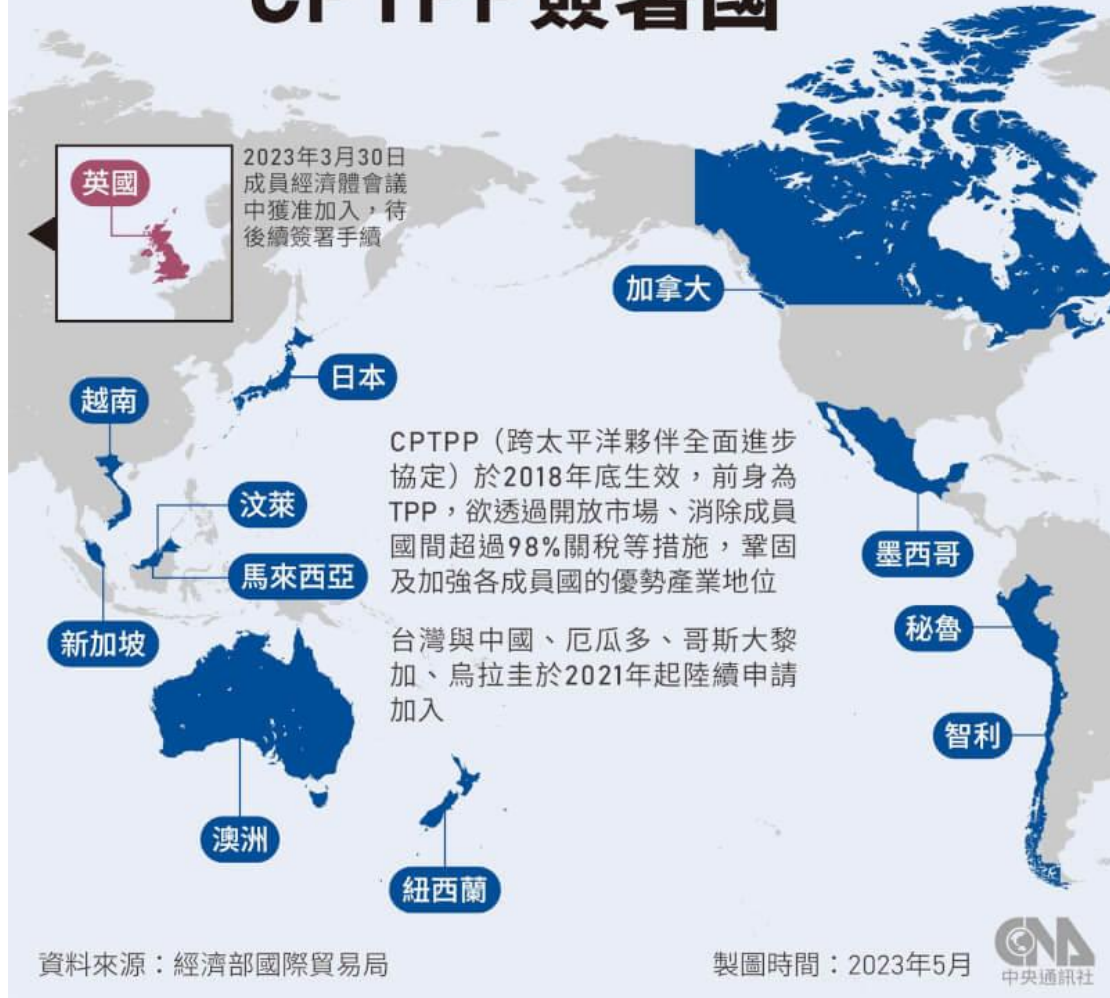 CPTPP 簽署國
英國
2023年3月30日
成員經濟體會議
中獲准加入，待
後續簽署手續
加拿大
日本
越南
CPTPP（跨太平洋夥伴全面進步
協定）於2018年底生效，前身為
TPP，欲透過開放市場、消除成員
國間超過98%關稅等措施，鞏固
及加強各成員國的優勢產業地位
汶萊
墨西哥
馬來西亞
秘魯
新加坡
台灣與中國、厄瓜多、哥斯大黎
加、烏拉圭於2021年起陸續申請
加入
智利
澳洲
紐西蘭
資料來源：經濟部國際貿易局
製圖時間：2023年5月
CNA
中央通訊社